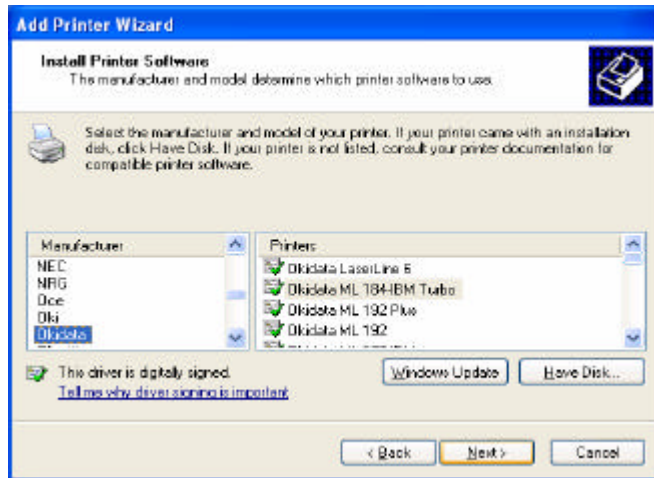 Add Printer Wizard
Install Printer Software
The manufacturer and model determine which printer software to use.
Select the manufacturer and model of your printer. If your printer came with an installation
disk, click Have Disk. If your printer is not listed, consult your printer documentation for
compatible printer software.
Manufacturer
NEC
NRG
Oce
Oki
Okidata
Printers
Okidata LaserLine 6
Okidata ML 184-IBM Turbo
Okidata ML 192 Plus
Okidata ML 192
This driver is digitally signed.
Tell me why driver signing is important
Windows Update
Have Disk...
< Back
Next >
Cancel